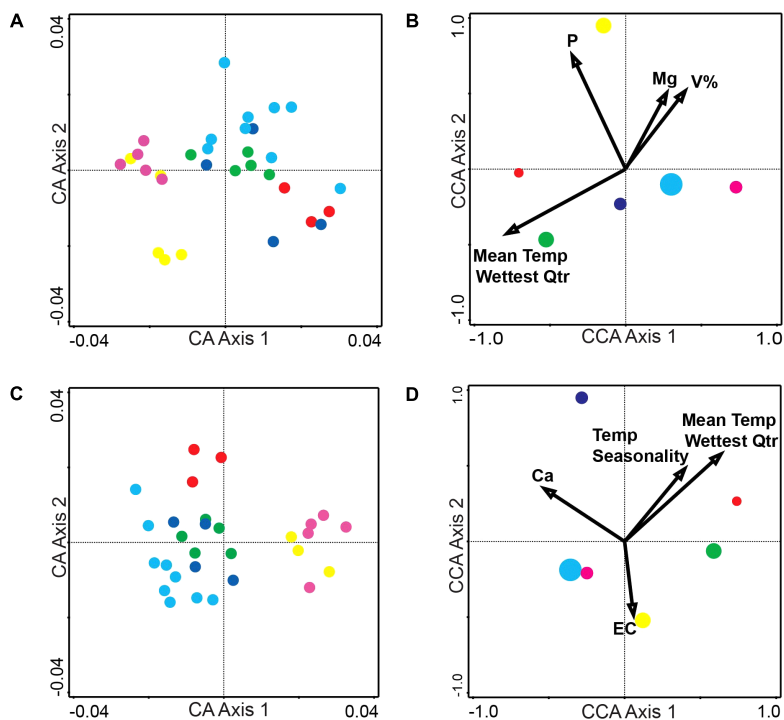 A
0.04
CA Axis 2
-0.04
-0.04
CA Axis 1
0.04
B
1.0
CCA Axis 2
-1.0
P
Mg
V%
Mean Temp
Wettest Qtr
-1.0
CCA Axis 1
1.0
C
0.04
CA Axis 2
-0.04
-0.04
CA Axis 1
0.04
D
1.0
CCA Axis 2
-1.0
Mean Temp
Wettest Qtr
Temp
Seasonality
Ca
EC
-1.0
CCA Axis 1
1.0